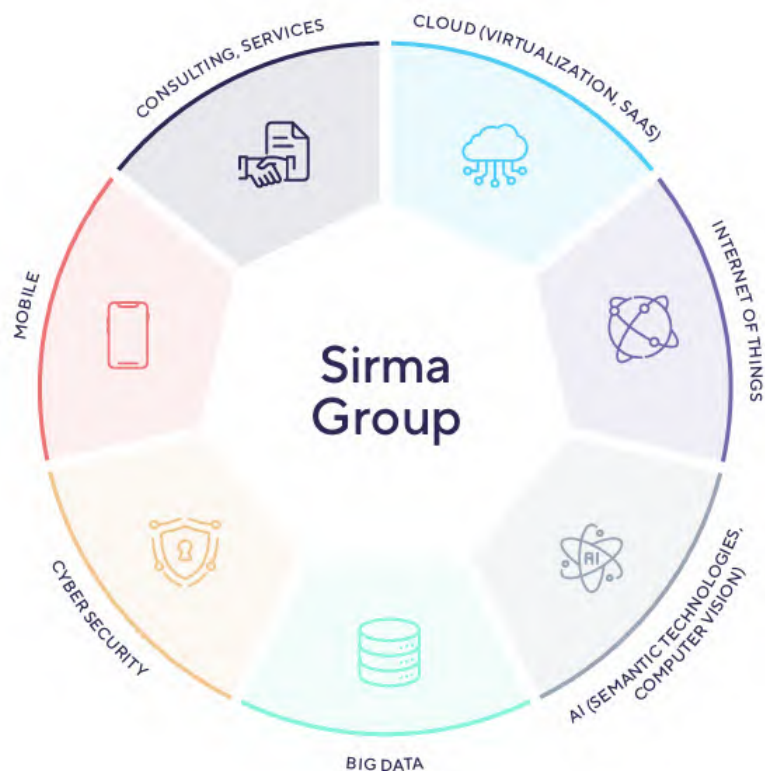 CONSULTING, SERVICES
CLOUD (VIRTUALIZATION, SAAS)
INTERNET OF THINGS
AI (SEMANTIC TECHNOLOGIES,
COMPUTER VISION)
BIG DATA
CYBER SECURITY
MOBILE
Sirma
Group
AI